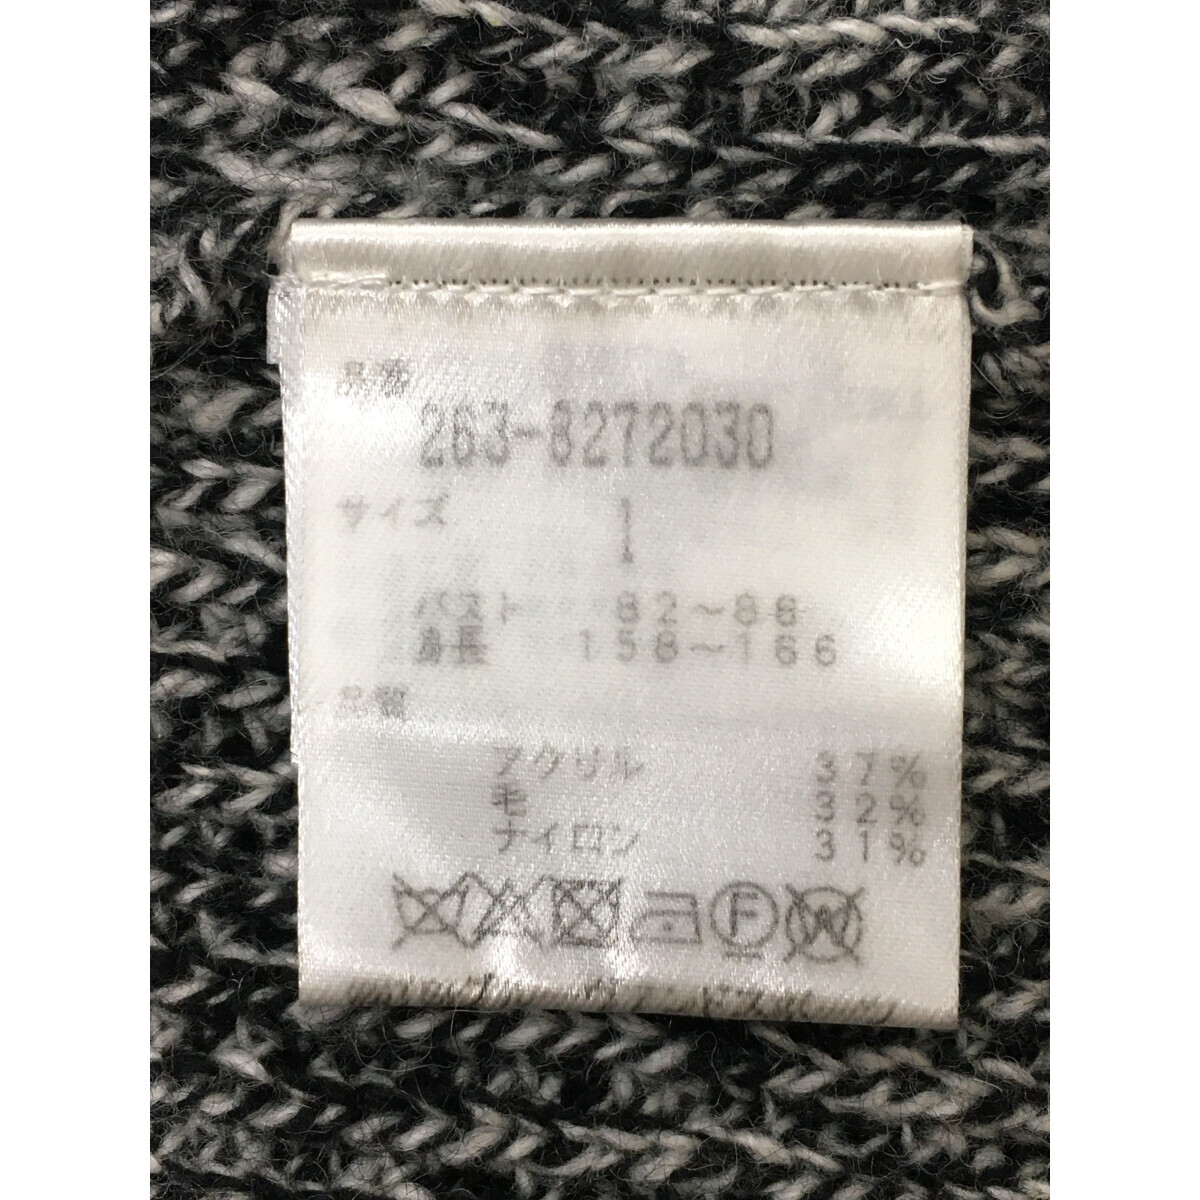 品番
263-8272030
サイズ
1
バスト 82～88
身長 158～166
品質
アクリル 37%
毛 32%
ナイロン 31%
F
W